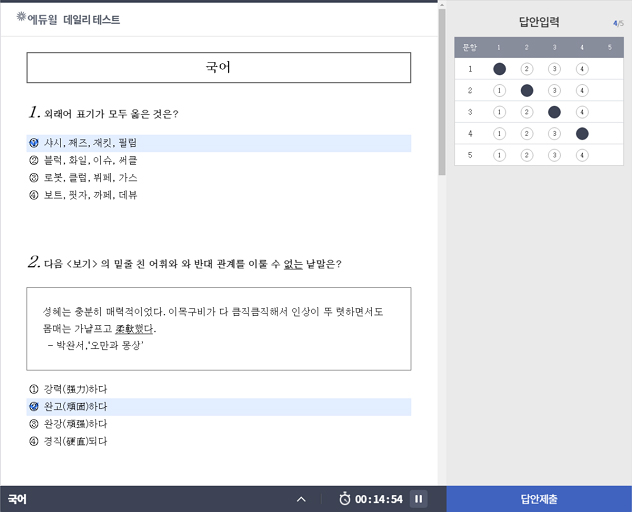 에듀윌 데일리 테스트
국어
1. 외래어 표기가 모두 옳은 것은?
① 샤시, 째즈, 재킷, 필림
② 블럭, 화일, 이슈, 써클
③ 로봇, 클럽, 뷔페, 가스
④ 보트, 핏자, 까페, 데뷰
2. 다음 <보기> 의 밑줄 친 어휘와 와 반대 관계를 이룰 수 없는 낱말은?
성혜는 충분히 매력적이었다. 이목구비가 다 큼직큼직해서 인상이 뚜 렷하면서도
몸매는 가냘프고 柔軟했다.
- 박완서,'오만과 몽상'
① 강력(强力)하다
② 완고(頑固)하다
③ 완강(頑强)하다
④ 경직(硬直)되다
국어
00:14:54
답안입력
4/5
문항 1 2 3 4 5
1 ② ③ ④
2 ① ③ ④
3 ① ② ④
4 ① ② ③
5 ① ② ③ ④
답안제출